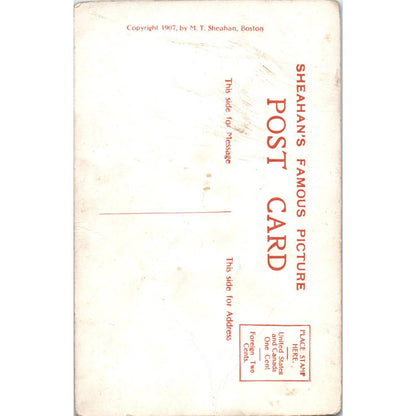 Copyright 1907, by M. T. Sheahan, Boston
SHEAHAN'S FAMOUS PICTURE
POST CARD
This side for Message
This side for Address
PLACE STAMP
HERE.
United States
and Canada
One Cent
Foreign Two
Cents